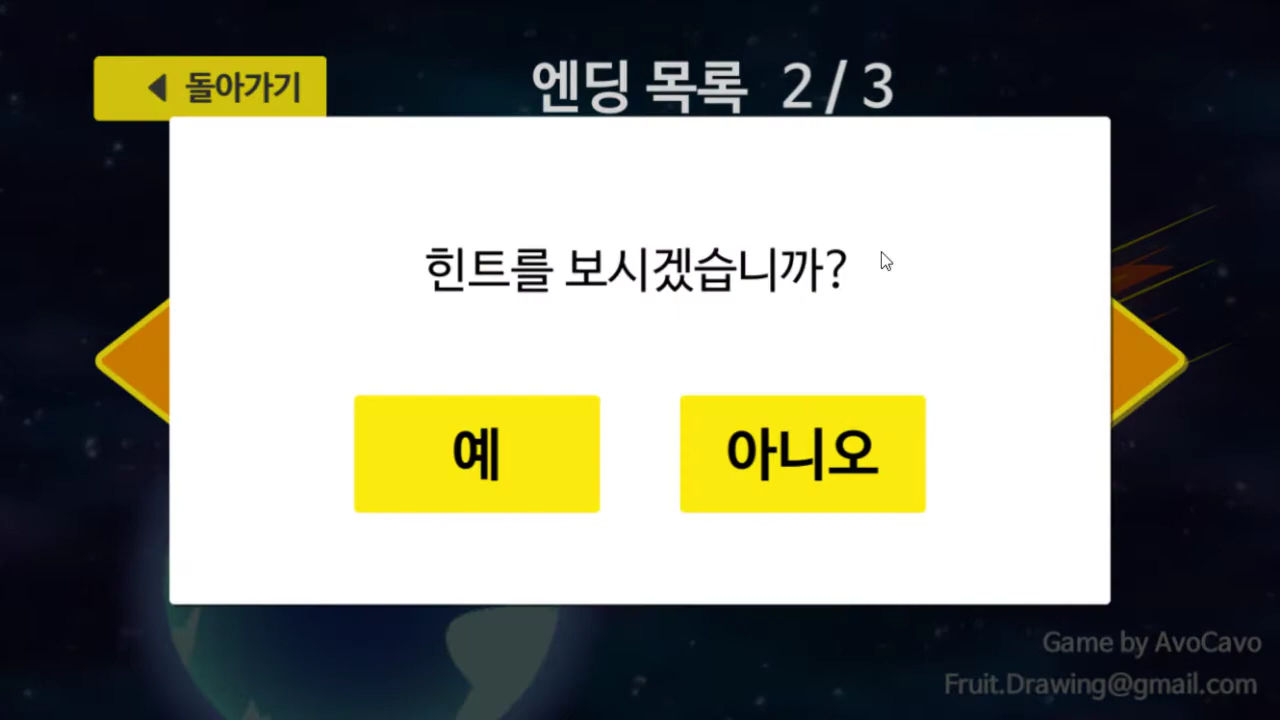 돌아가기
엔딩 목록 2 / 3
힌트를 보시겠습니까?
예
아니오
Game by AvoCavo
Fruit.Drawing@gmail.com